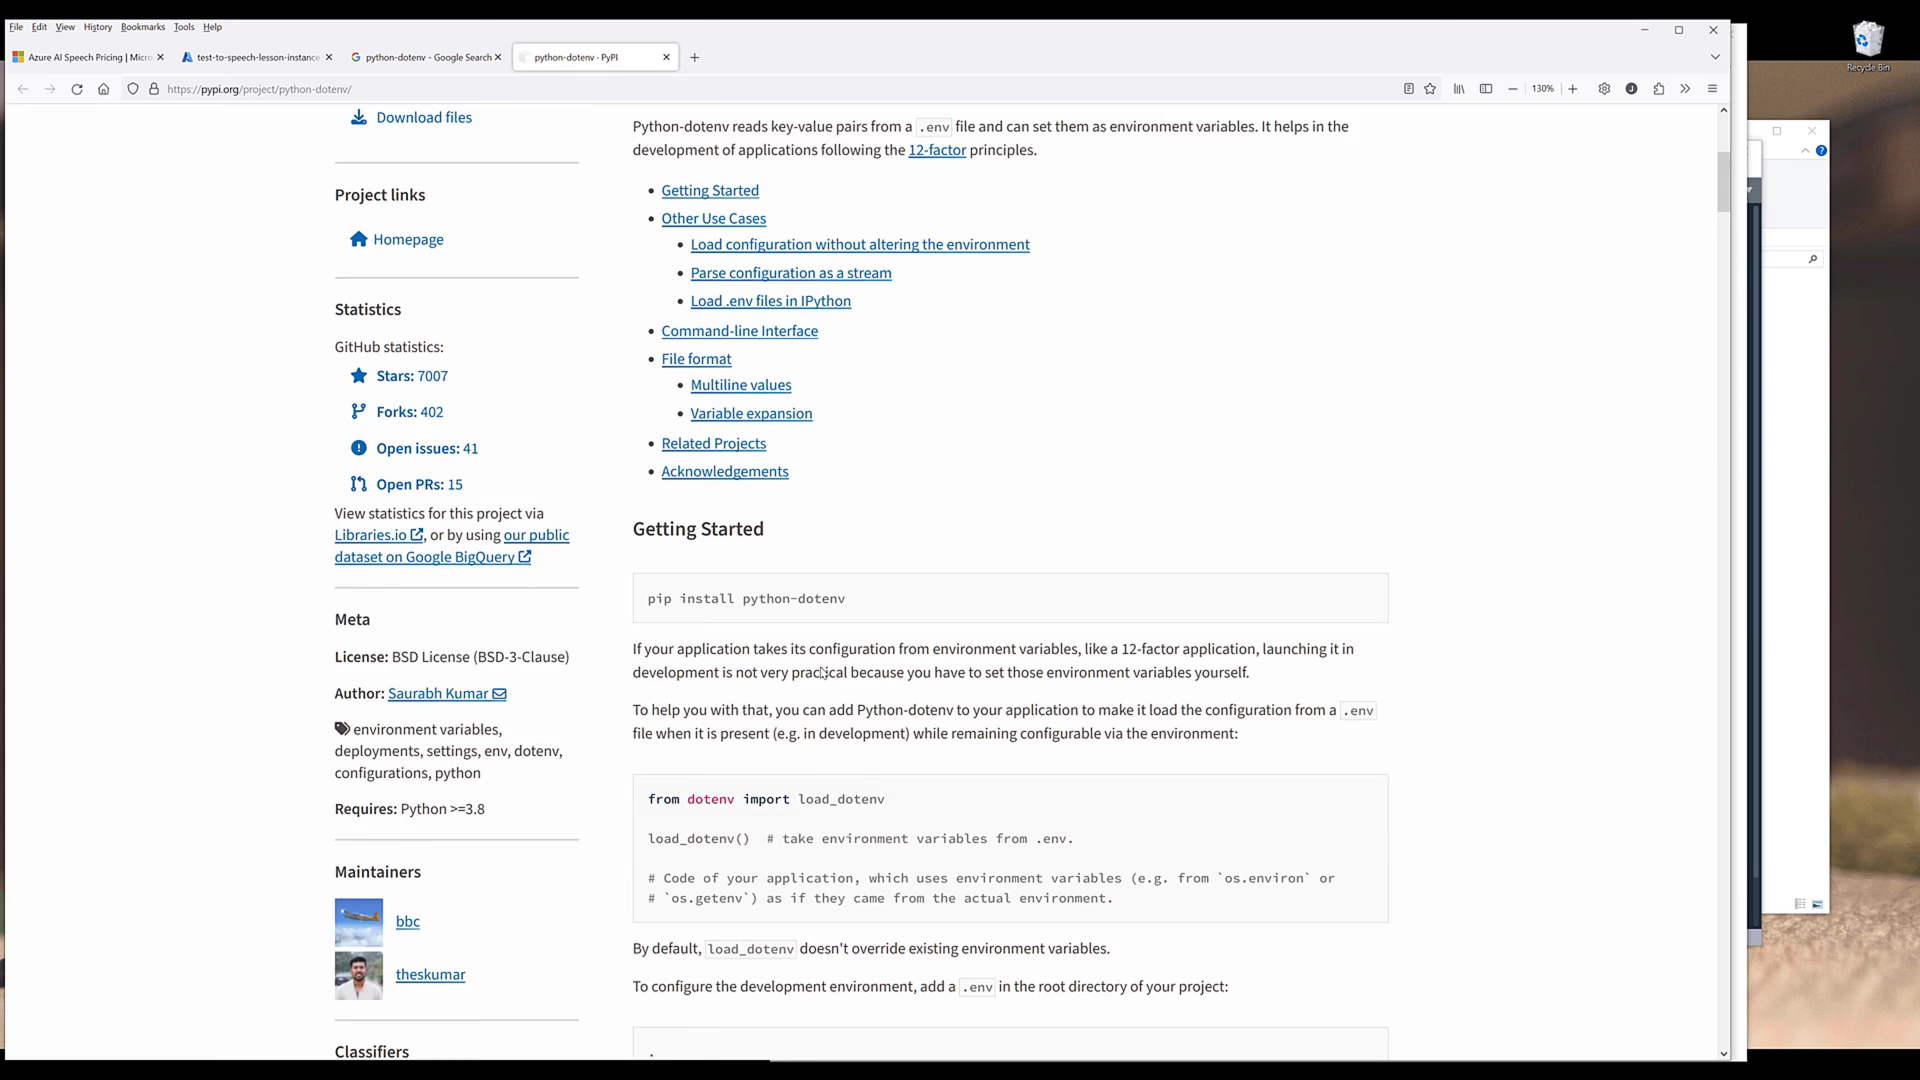 File Edit View History Bookmarks Tools Help
Azure AI Speech Pricing | Micro
test-to-speech-lesson-instance
python-dotenv - Google Search
python-dotenv · PyPI
https://pypi.org/project/python-dotenv/
130%
Recycle Bin
Download files
Project links
Homepage
Statistics
GitHub statistics:
Stars: 7007
Forks: 402
Open issues: 41
Open PRs: 15
View statistics for this project via
Libraries.io, or by using our public
dataset on Google BigQuery
Meta
License: BSD License (BSD-3-Clause)
Author: Saurabh Kumar
environment variables,
deployments, settings, env, dotenv,
configurations, python
Requires: Python >=3.8
Maintainers
bbc
theskumar
Classifiers
Python-dotenv reads key-value pairs from a .env file and can set them as environment variables. It helps in the
development of applications following the 12-factor principles.
• Getting Started
• Other Use Cases
• Load configuration without altering the environment
• Parse configuration as a stream
• Load .env files in IPython
• Command-line Interface
• File format
• Multiline values
• Variable expansion
• Related Projects
• Acknowledgements
Getting Started
pip install python-dotenv
If your application takes its configuration from environment variables, like a 12-factor application, launching it in
development is not very practical because you have to set those environment variables yourself.
To help you with that, you can add Python-dotenv to your application to make it load the configuration from a .env
file when it is present (e.g. in development) while remaining configurable via the environment:
from dotenv import load_dotenv
load_dotenv()  # take environment variables from .env.
# Code of your application, which uses environment variables (e.g. from `os.environ` or
# `os.getenv`) as if they came from the actual environment.
By default, load_dotenv doesn't override existing environment variables.
To configure the development environment, add a .env in the root directory of your project:
.